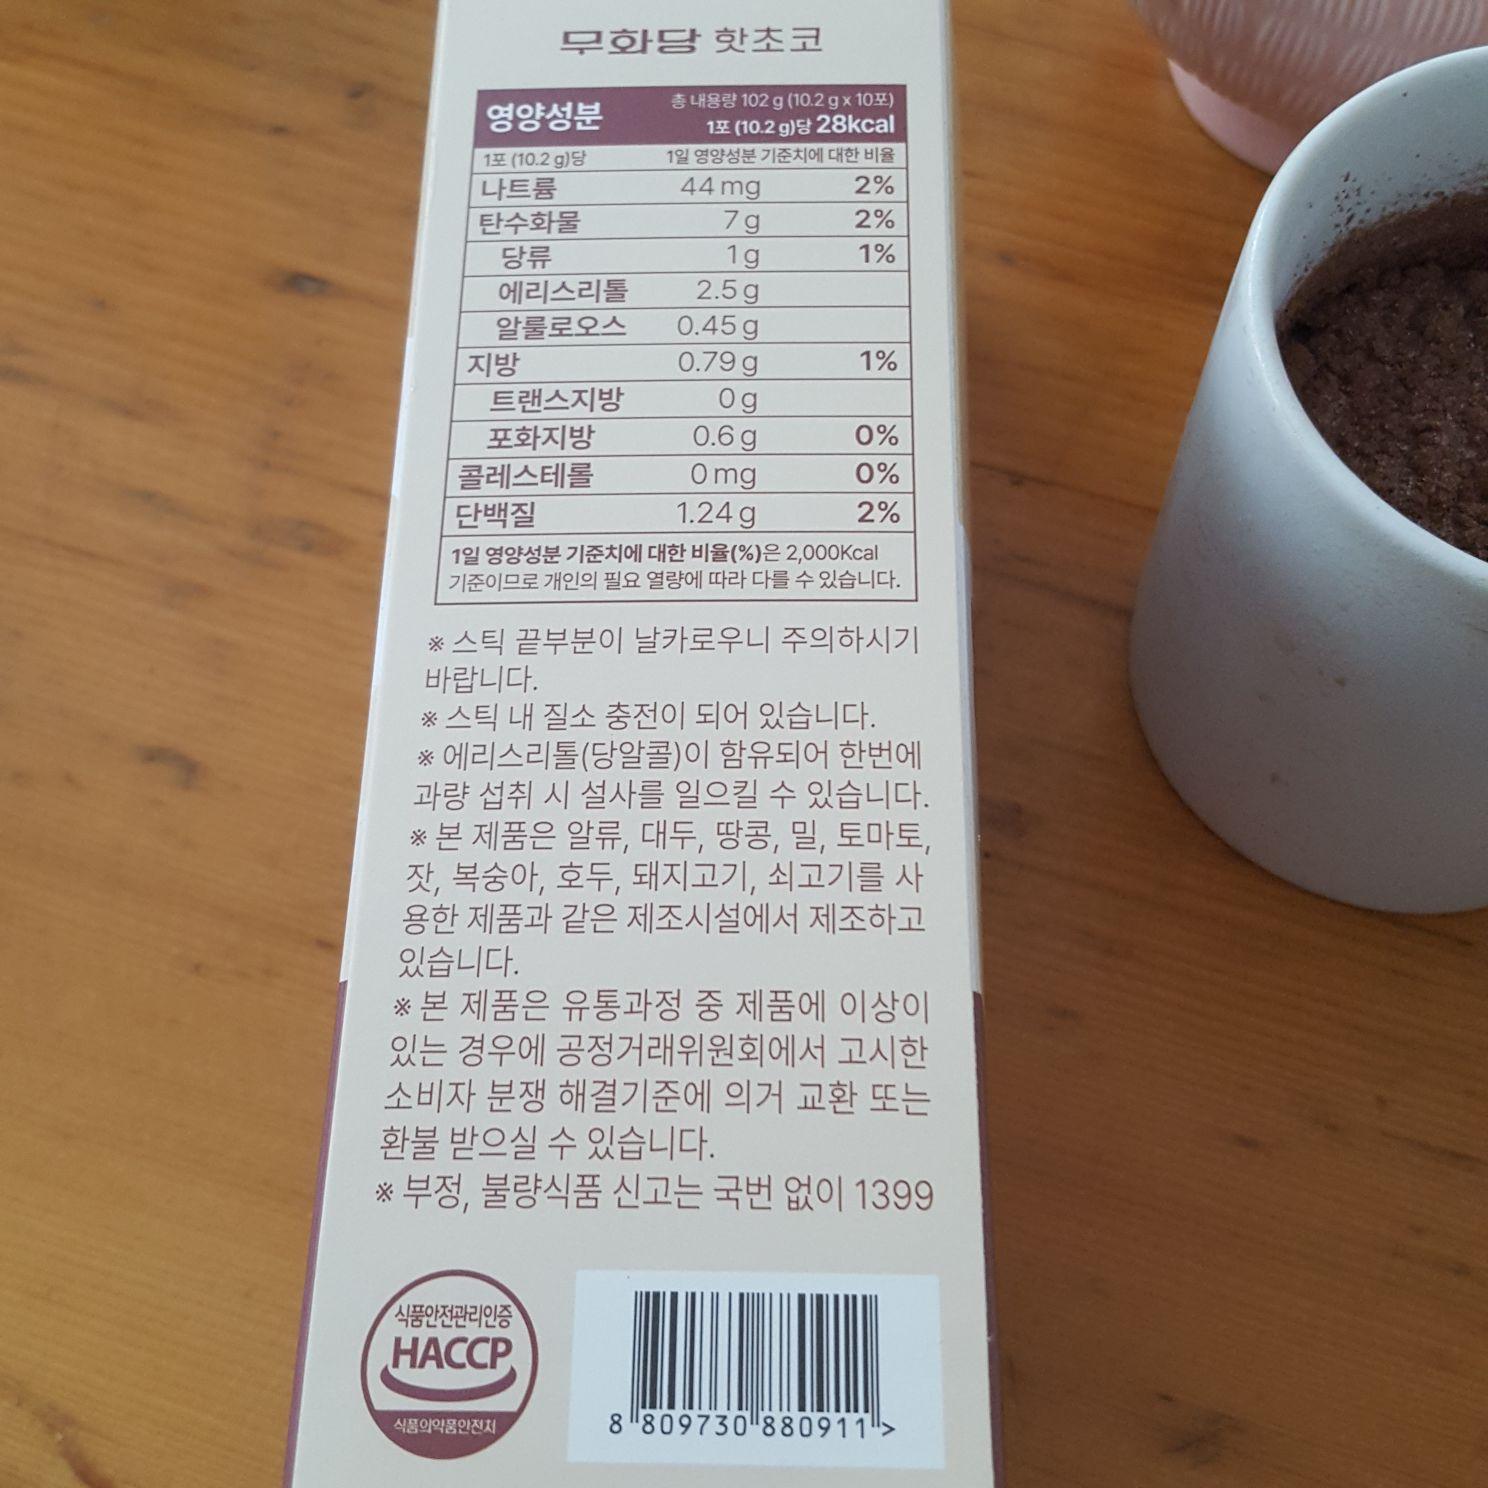 무화당 핫초코
영양성분
총 내용량 102 g (10.2 g x 10포)
1포 (10.2 g)당 28kcal
1포 (10.2 g)당 1일 영양성분 기준치에 대한 비율
나트륨 44 mg 2%
탄수화물 7 g 2%
당류 1 g 1%
에리스리톨 2.5 g
알룰로오스 0.45 g
지방 0.79 g 1%
트랜스지방 0 g
포화지방 0.6 g 0%
콜레스테롤 0 mg 0%
단백질 1.24 g 2%
1일 영양성분 기준치에 대한 비율(%)은 2,000Kcal
기준이므로 개인의 필요 열량에 따라 다를 수 있습니다.
※ 스틱 끝부분이 날카로우니 주의하시기
바랍니다.
※ 스틱 내 질소 충전이 되어 있습니다.
※ 에리스리톨(당알콜)이 함유되어 한번에
과량 섭취 시 설사를 일으킬 수 있습니다.
※ 본 제품은 알류, 대두, 땅콩, 밀, 토마토,
잣, 복숭아, 호두, 돼지고기, 쇠고기를 사
용한 제품과 같은 제조시설에서 제조하고
있습니다.
※ 본 제품은 유통과정 중 제품에 이상이
있는 경우에 공정거래위원회에서 고시한
소비자 분쟁 해결기준에 의거 교환 또는
환불 받으실 수 있습니다.
※ 부정, 불량식품 신고는 국번 없이 1399
식품안전관리인증
HACCP
식품의약품안전처
8 809730 880911 >